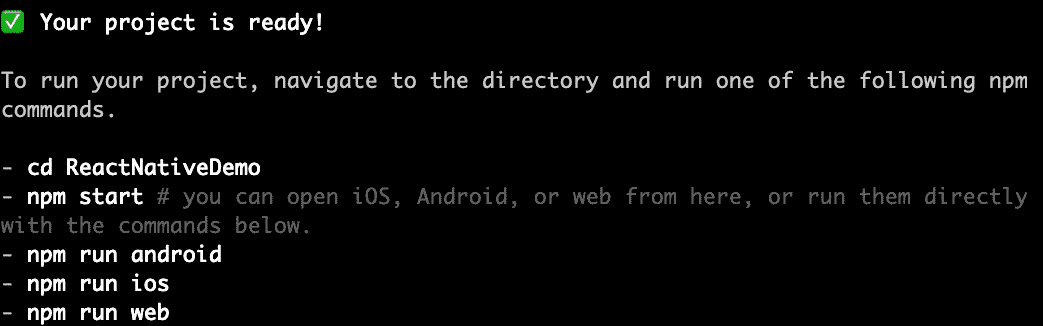 ✅ Your project is ready!
To run your project, navigate to the directory and run one of the following npm
commands.
- cd ReactNativeDemo
- npm start # you can open iOS, Android, or web from here, or run them directly
with the commands below.
- npm run android
- npm run ios
- npm run web